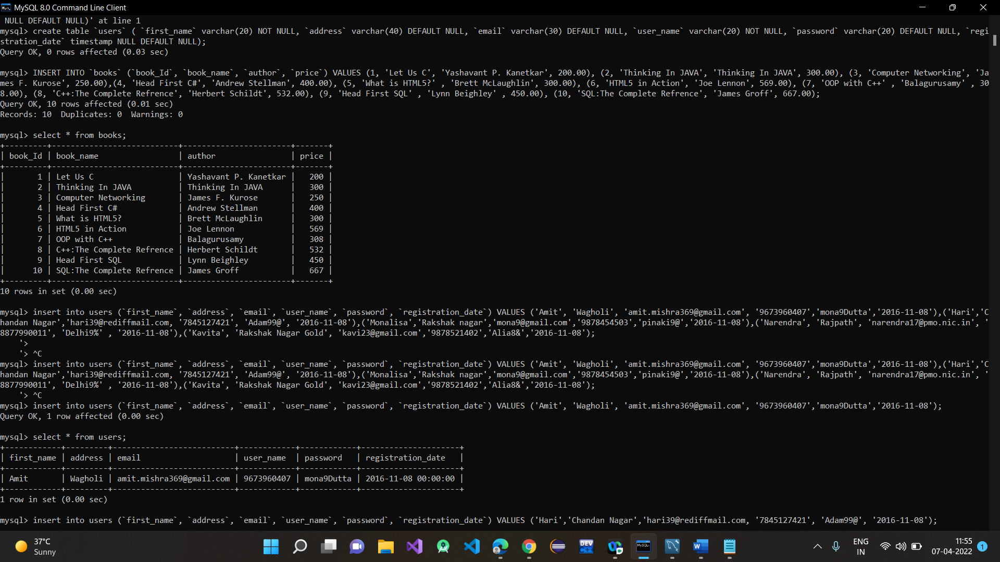 MySQL 8.0 Command Line Client
 NULL DEFAULT NULL)' at line 1
mysql> create table `users` ( `first_name` varchar(20) NOT NULL, `address` varchar(40) DEFAULT NULL, `email` varchar(30) DEFAULT NULL, `user_name` varchar(20) NOT NULL, `password` varchar(20) DEFAULT NULL, `regi
stration_date` timestamp NULL DEFAULT NULL);
Query OK, 0 rows affected (0.03 sec)
mysql> INSERT INTO `books` (`book_Id`, `book_name`, `author`, `price`) VALUES (1, 'Let Us C', 'Yashavant P. Kanetkar', 200.00), (2, 'Thinking In JAVA', 'Thinking In JAVA', 300.00), (3, 'Computer Networking', 'Ja
mes F. Kurose', 250.00),(4, 'Head First C#', 'Andrew Stellman', 400.00), (5, 'What is HTML5?' , 'Brett McLaughlin', 300.00), (6, 'HTML5 in Action', 'Joe Lennon', 569.00), (7, 'OOP with C++' , 'Balagurusamy' , 30
8.00), (8, 'C++:The Complete Refrence', 'Herbert Schildt', 532.00), (9, 'Head First SQL' , 'Lynn Beighley' , 450.00), (10, 'SQL:The Complete Refrence', 'James Groff', 667.00);
Query OK, 10 rows affected (0.01 sec)
Records: 10  Duplicates: 0  Warnings: 0
mysql> select * from books;
+---------+---------------------------+-----------------------+-------+
| book_Id | book_name                 | author                | price |
+---------+---------------------------+-----------------------+-------+
|       1 | Let Us C                  | Yashavant P. Kanetkar |   200 |
|       2 | Thinking In JAVA          | Thinking In JAVA      |   300 |
|       3 | Computer Networking       | James F. Kurose       |   250 |
|       4 | Head First C#             | Andrew Stellman       |   400 |
|       5 | What is HTML5?            | Brett McLaughlin      |   300 |
|       6 | HTML5 in Action           | Joe Lennon            |   569 |
|       7 | OOP with C++              | Balagurusamy          |   308 |
|       8 | C++:The Complete Refrence | Herbert Schildt       |   532 |
|       9 | Head First SQL            | Lynn Beighley         |   450 |
|      10 | SQL:The Complete Refrence | James Groff           |   667 |
+---------+---------------------------+-----------------------+-------+
10 rows in set (0.00 sec)
mysql> insert into users (`first_name`, `address`, `email`, `user_name`, `password`, `registration_date`) VALUES ('Amit', 'Wagholi', 'amit.mishra369@gmail.com', '9673960407','mona9Dutta','2016-11-08'),('Hari','C
handan Nagar','hari39@rediffmail.com, '7845127421', 'Adam99@', '2016-11-08'),('Monalisa','Rakshak nagar','mona9@gmail.com','9878454503','pinaki9@','2016-11-08'),('Narendra', 'Rajpath', 'narendra17@pmo.nic.in', '
8877990011', 'Delhi9%' , '2016-11-08'),('Kavita', 'Rakshak Nagar Gold', 'kavi23@gmail.com','9878521402','Alia8&','2016-11-08');
    '>
    '> ^C
mysql> insert into users (`first_name`, `address`, `email`, `user_name`, `password`, `registration_date`) VALUES ('Amit', 'Wagholi', 'amit.mishra369@gmail.com', '9673960407','mona9Dutta','2016-11-08'),('Hari','C
handan Nagar','hari39@rediffmail.com, '7845127421', 'Adam99@', '2016-11-08'),('Monalisa','Rakshak nagar','mona9@gmail.com','9878454503','pinaki9@','2016-11-08'),('Narendra', 'Rajpath', 'narendra17@pmo.nic.in', '
8877990011', 'Delhi9%' , '2016-11-08'),('Kavita', 'Rakshak Nagar Gold', 'kavi23@gmail.com','9878521402','Alia8&','2016-11-08');
    '> ^C
mysql> insert into users (`first_name`, `address`, `email`, `user_name`, `password`, `registration_date`) VALUES ('Amit', 'Wagholi', 'amit.mishra369@gmail.com', '9673960407','mona9Dutta','2016-11-08');
Query OK, 1 row affected (0.00 sec)
mysql> select * from users;
+------------+---------+--------------------------+------------+------------+---------------------+
| first_name | address | email                    | user_name  | password   | registration_date   |
+------------+---------+--------------------------+------------+------------+---------------------+
| Amit       | Wagholi | amit.mishra369@gmail.com | 9673960407 | mona9Dutta | 2016-11-08 00:00:00 |
+------------+---------+--------------------------+------------+------------+---------------------+
1 row in set (0.00 sec)
mysql> insert into users (`first_name`, `address`, `email`, `user_name`, `password`, `registration_date`) VALUES ('Hari','Chandan Nagar','hari39@rediffmail.com, '7845127421', 'Adam99@', '2016-11-08');
37°C
Sunny
DEV
C++
MySQL
W
ENG
IN
11:55
07-04-2022
1